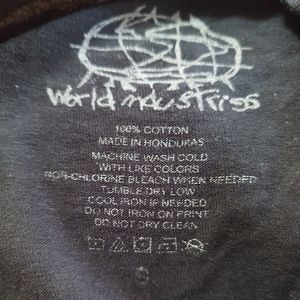 World Industries
100% COTTON
MADE IN HONDURAS
MACHINE WASH COLD
WITH LIKE COLORS
NON-CHLORINE BLEACH WHEN NEEDED
TUMBLE DRY LOW
COOL IRON IF NEEDED
DO NOT IRON ON PRINT
DO NOT DRY CLEAN